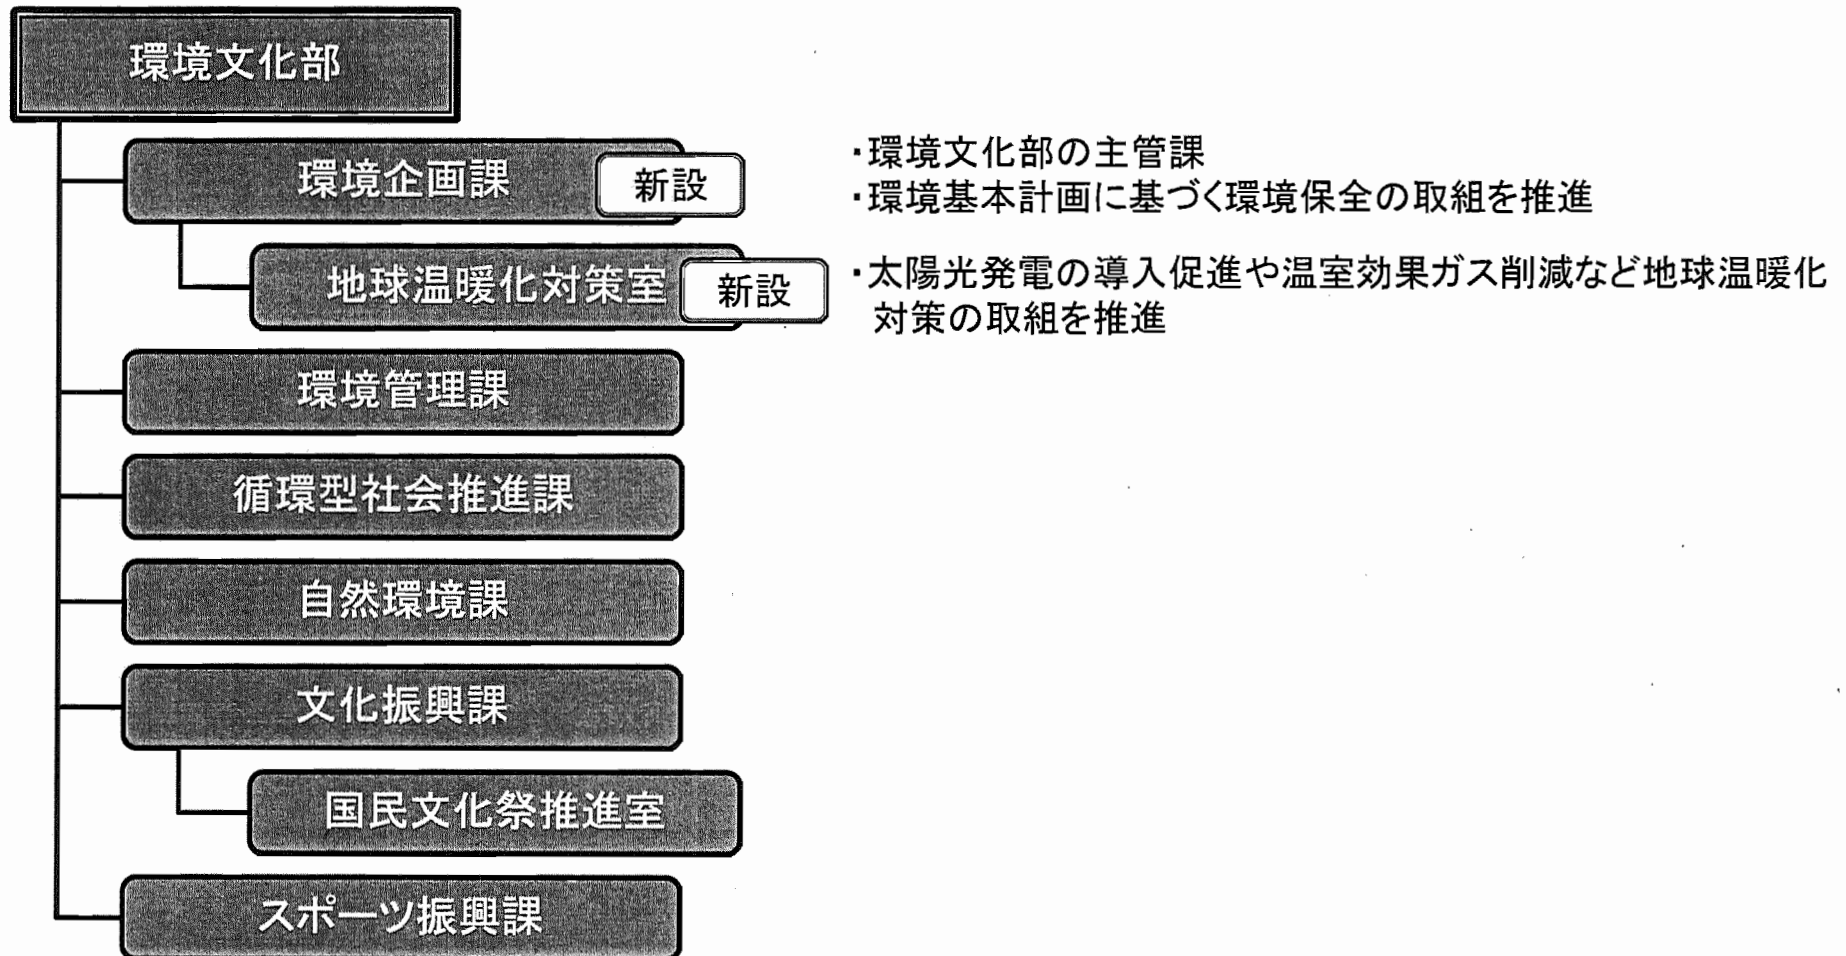 環境文化部
環境企画課
新設
・環境文化部の主管課
・環境基本計画に基づく環境保全の取組を推進
地球温暖化対策室
新設
・太陽光発電の導入促進や温室効果ガス削減など地球温暖化
対策の取組を推進
環境管理課
循環型社会推進課
自然環境課
文化振興課
国民文化祭推進室
スポーツ振興課